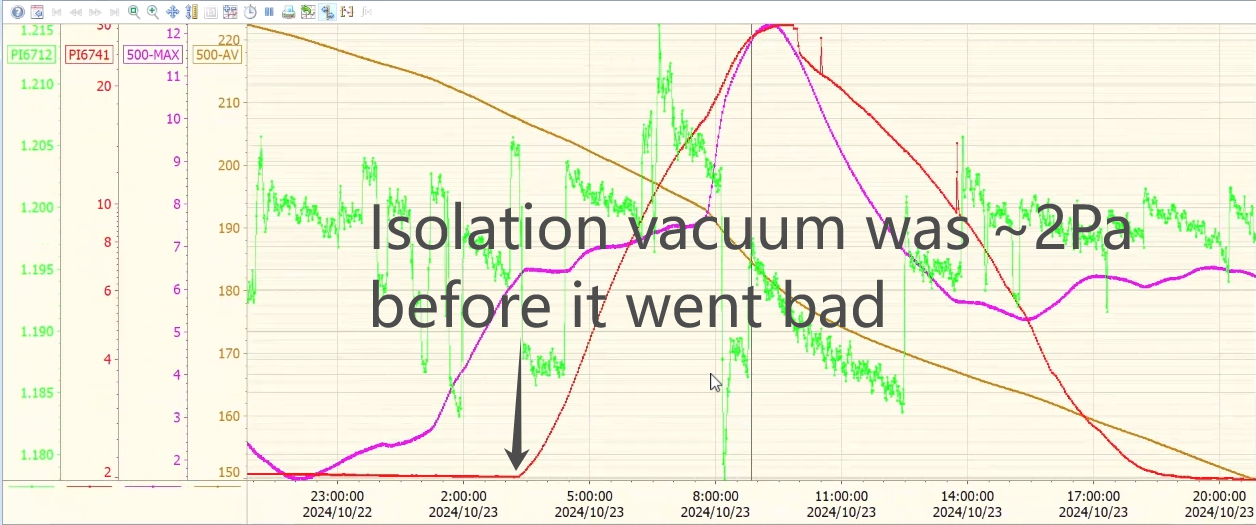 1.215 30 12 220
PI6712 PI6741 500-MAX 500-AV
1.210 20 11 210
1.205 10 10 200
1.200 8 9 190
1.195 6 8 180
1.190 4 7 170
1.185 2 6 160
1.180 5 150
4
3
2
Isolation vacuum was ~2Pa
before it went bad
23:00:00 2:00:00 5:00:00 8:00:00 11:00:00 14:00:00 17:00:00 20:00:00
2024/10/22 2024/10/23 2024/10/23 2024/10/23 2024/10/23 2024/10/23 2024/10/23 2024/10/23